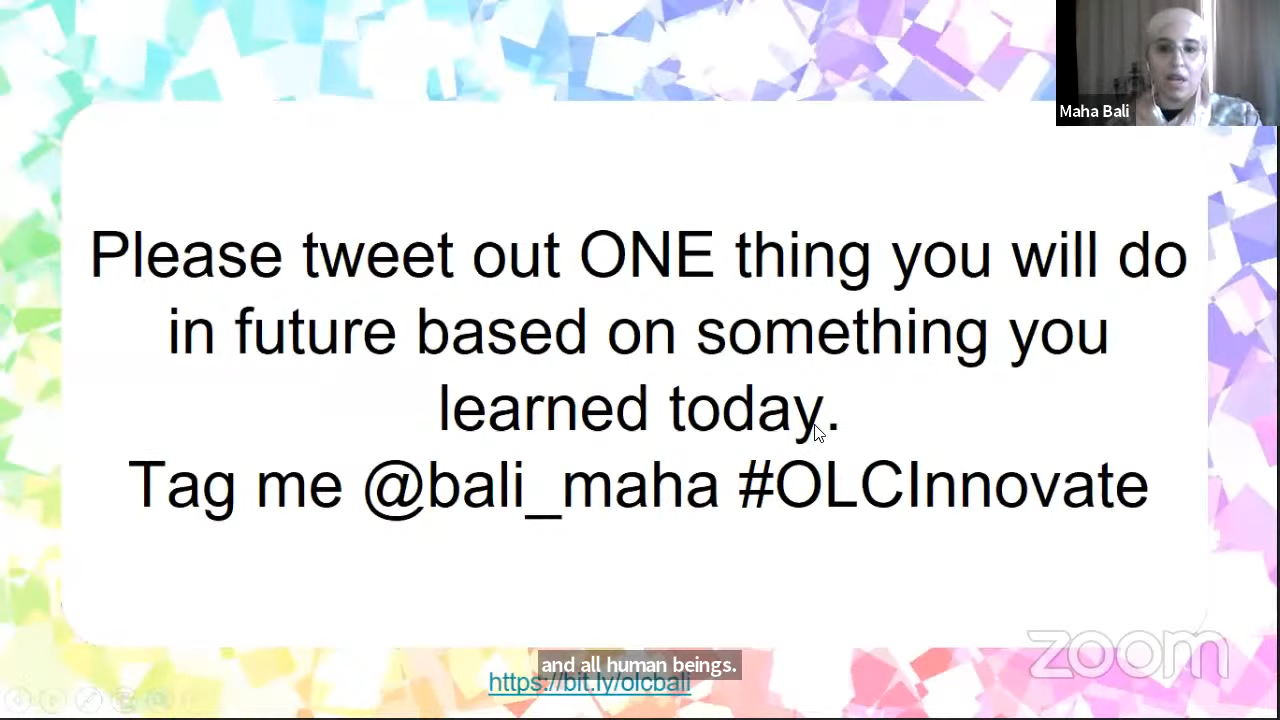 Maha Bali
Please tweet out ONE thing you will do
in future based on something you
learned today.
Tag me @bali_maha #OLCInnovate
zoom
and all human beings.
https://bit.ly/olcbali